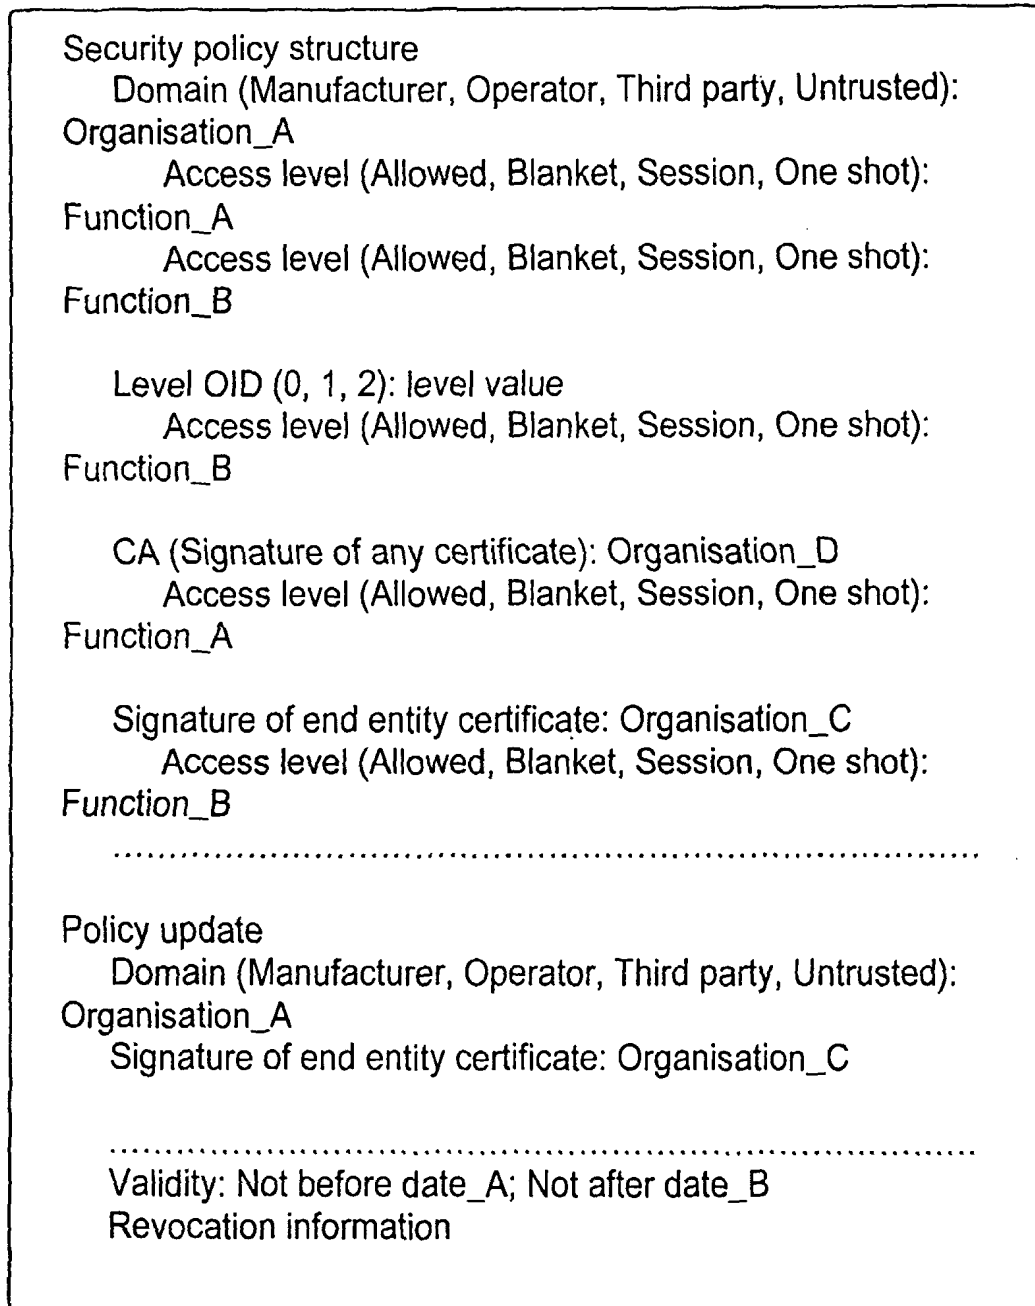 Security policy structure
Domain (Manufacturer, Operator, Third party, Untrusted):
Organisation_A
Access level (Allowed, Blanket, Session, One shot):
Function_A
Access level (Allowed, Blanket, Session, One shot):
Function_B
Level OID (0, 1, 2): level value
Access level (Allowed, Blanket, Session, One shot):
Function_B
CA (Signature of any certificate): Organisation_D
Access level (Allowed, Blanket, Session, One shot):
Function_A
Signature of end entity certificate: Organisation_C
Access level (Allowed, Blanket, Session, One shot):
Function_B
................................................................................
Policy update
Domain (Manufacturer, Operator, Third party, Untrusted):
Organisation_A
Signature of end entity certificate: Organisation_C
................................................................................
Validity: Not before date_A; Not after date_B
Revocation information